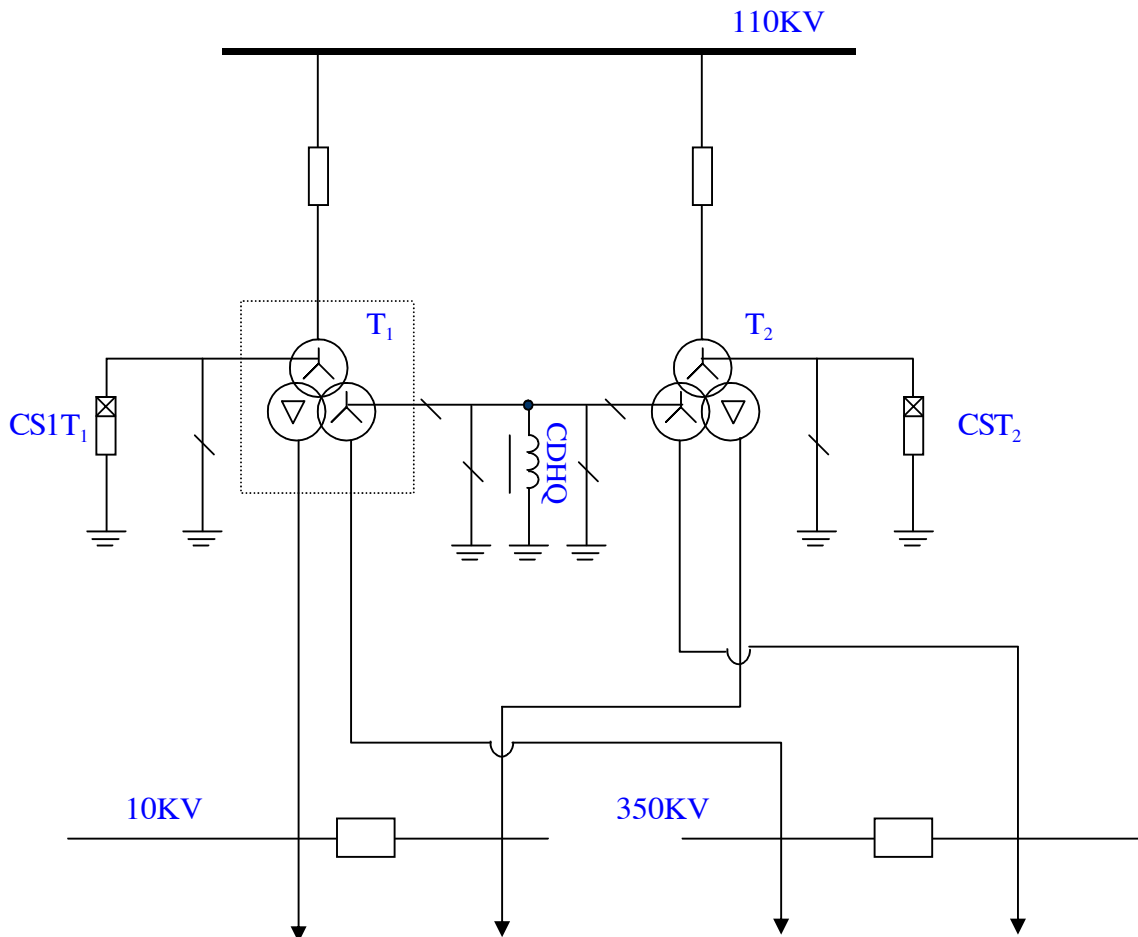 110KV
T₁
T₂
CS1T₁
CDHQ
CST₂
10KV
350KV